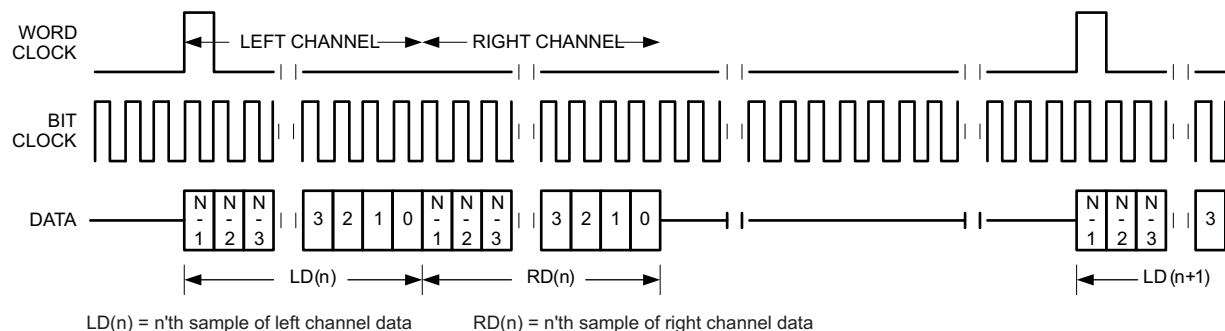 WORD CLOCK
LEFT CHANNEL RIGHT CHANNEL
BIT CLOCK
DATA
N-1 N-2 N-3 3 2 1 0 N-1 N-2 N-3 3 2 1 0 N-1 N-2 N-3 3
LD(n) RD(n) LD(n+1)
LD(n) = n'th sample of left channel data RD(n) = n'th sample of right channel data